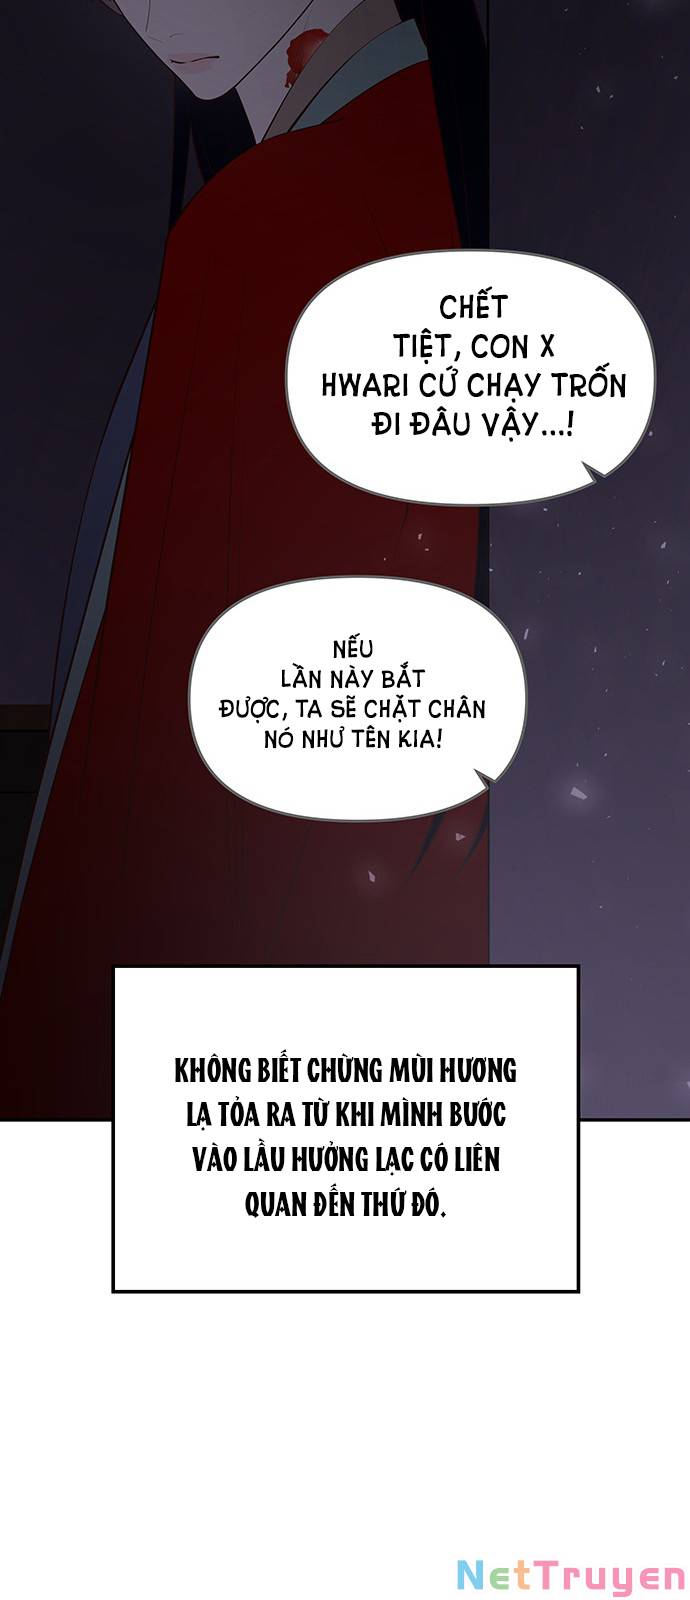 CHẾT
TIỆT, CON X
HWARI CỨ CHẠY TRỐN
ĐI ĐÂU VẬY...!
NẾU
LẦN NÀY BẮT
ĐƯỢC, TA SẼ CHẶT CHÂN
NÓ NHƯ TÊN KIA!
KHÔNG BIẾT CHỪNG MÙI HƯƠNG
LẠ TỎA RA TỪ KHI MÌNH BƯỚC
VÀO LẦU HƯỞNG LẠC CÓ LIÊN
QUAN ĐẾN THỨ ĐÓ.
NetTruyen